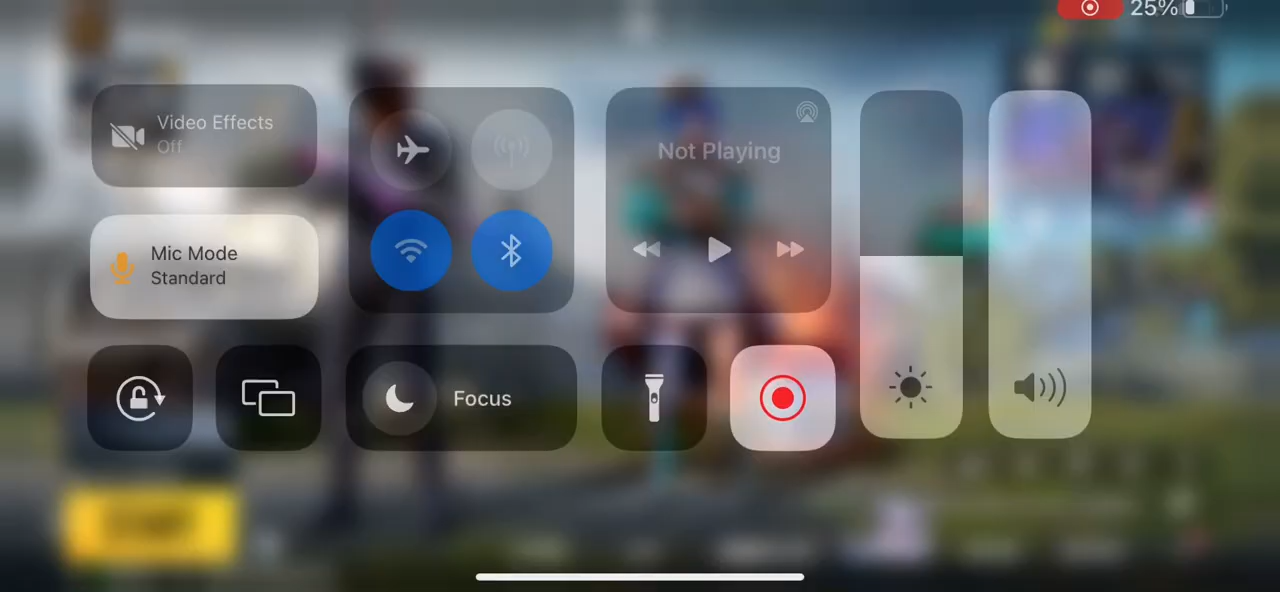 25%
Video Effects
Off
Mic Mode
Standard
Not Playing
Focus